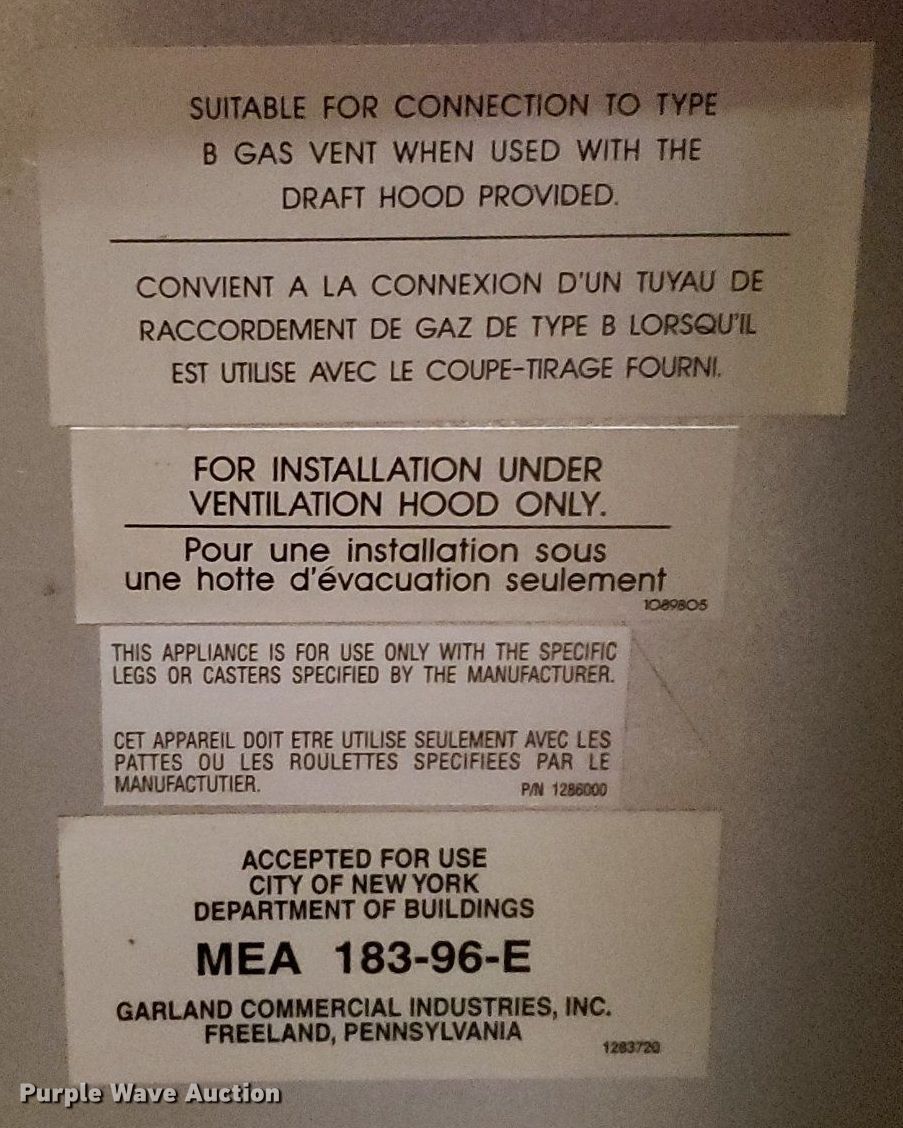 SUITABLE FOR CONNECTION TO TYPE
B GAS VENT WHEN USED WITH THE
DRAFT HOOD PROVIDED.
CONVIENT A LA CONNEXION D'UN TUYAU DE
RACCORDEMENT DE GAZ DE TYPE B LORSQU'IL
EST UTILISE AVEC LE COUPE-TIRAGE FOURNI.
FOR INSTALLATION UNDER
VENTILATION HOOD ONLY.
Pour une installation sous
une hotte d'évacuation seulement
1089805
THIS APPLIANCE IS FOR USE ONLY WITH THE SPECIFIC
LEGS OR CASTERS SPECIFIED BY THE MANUFACTURER.
CET APPAREIL DOIT ETRE UTILISE SEULEMENT AVEC LES
PATTES OU LES ROULETTES SPECIFIEES PAR LE
MANUFACTUTIER.
P/N 1286000
ACCEPTED FOR USE
CITY OF NEW YORK
DEPARTMENT OF BUILDINGS
MEA 183-96-E
GARLAND COMMERCIAL INDUSTRIES, INC.
FREELAND, PENNSYLVANIA
1283720
Purple Wave Auction